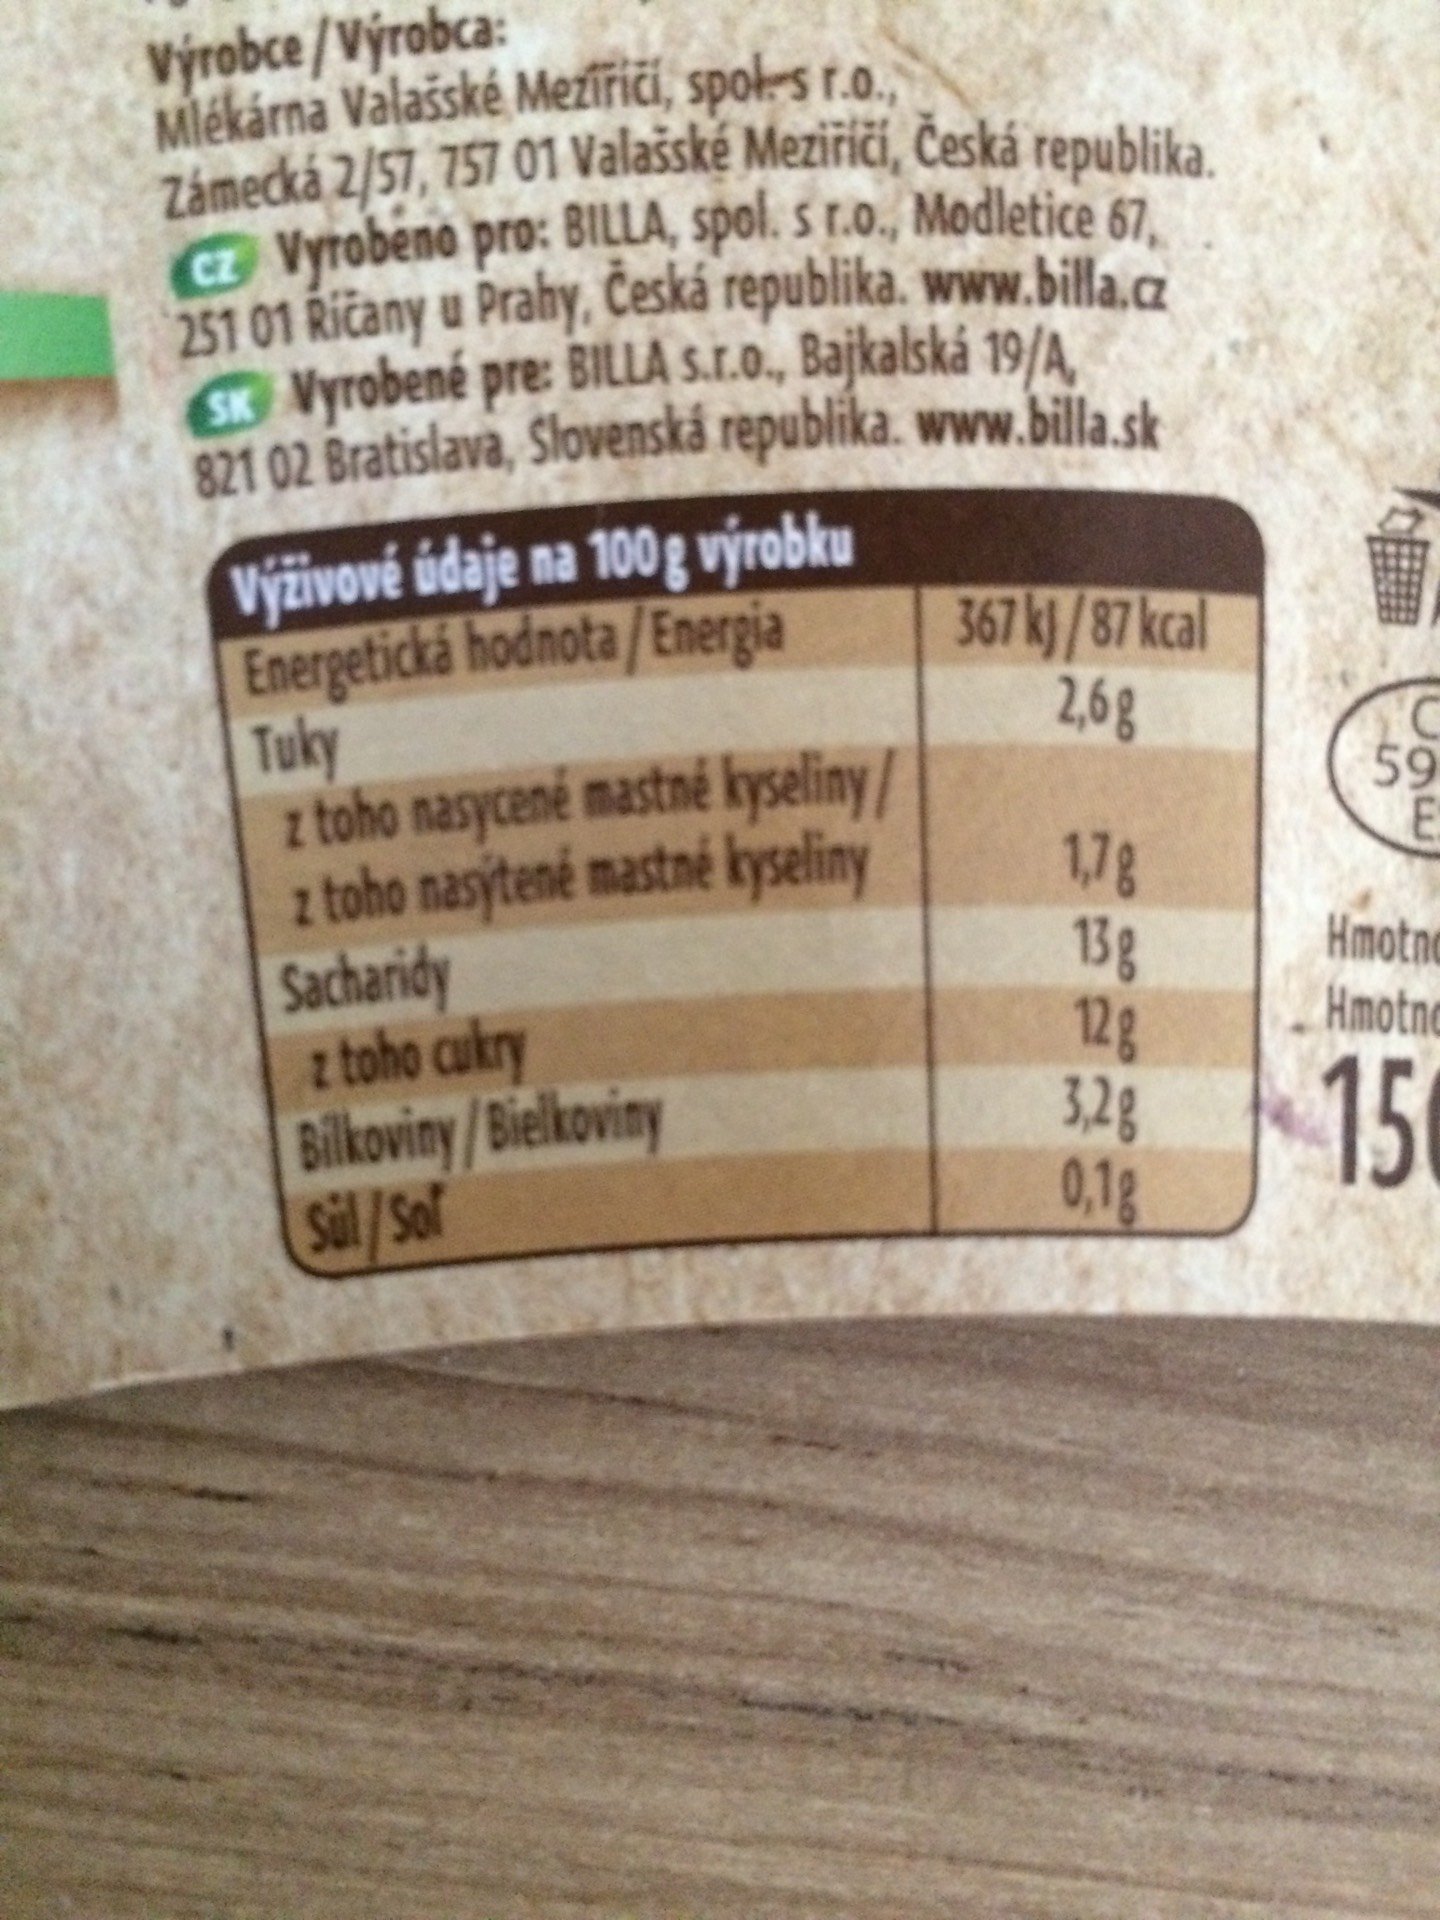 Výrobce / Výrobca:
Mlékárna Valašské Meziříčí, spol. s r.o.,
Zámecká 2/57, 757 01 Valašské Meziříčí, Česká republika.
CZ Vyrobeno pro: BILLA, spol. s r.o., Modletice 67,
251 01 Říčany u Prahy, Česká republika. www.billa.cz
SK Vyrobené pre: BILLA s.r.o., Bajkalská 19/A,
821 02 Bratislava, Slovenská republika. www.billa.sk
Výživové údaje na 100g výrobku
Energetická hodnota / Energia 367 kJ / 87 kcal
Tuky 2,6 g
z toho nasycené mastné kyseliny /
z toho nasýtené mastné kyseliny 1,7 g
Sacharidy 13 g
z toho cukry 12 g
Bílkoviny / Bielkoviny 3,2 g
Sůl / Soľ 0,1 g
C
59
E
Hmotno
Hmotno
150